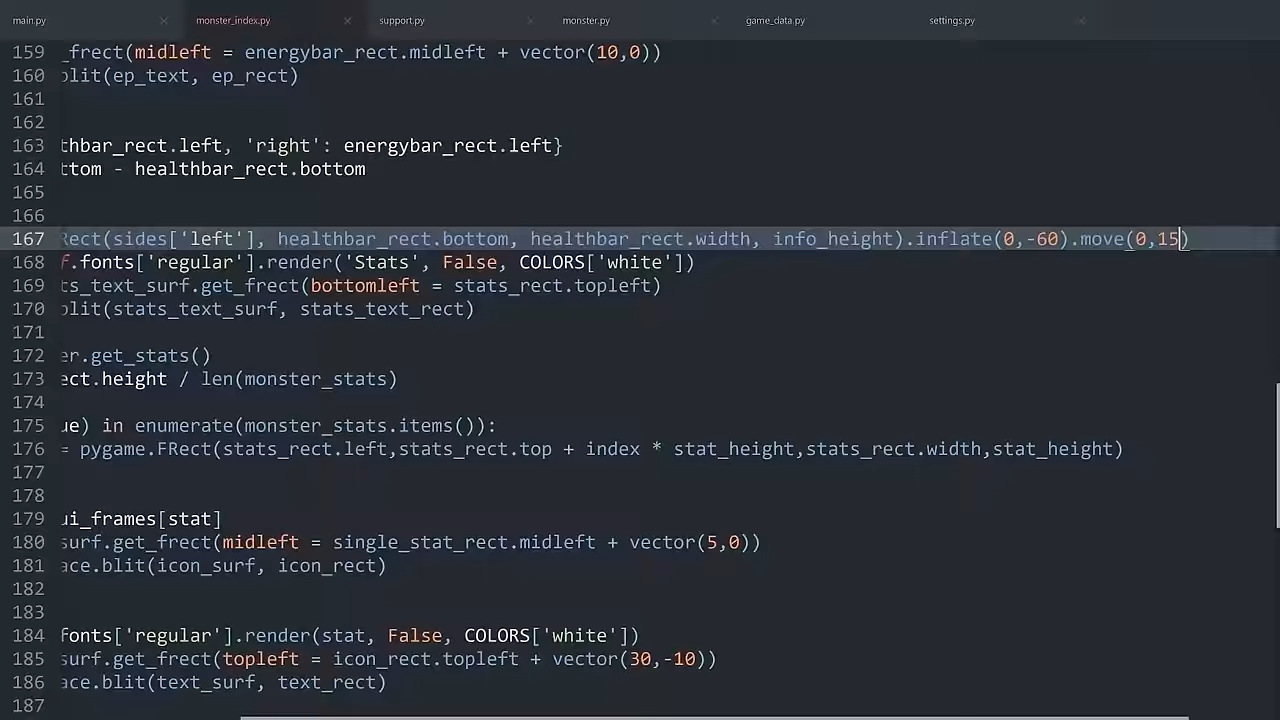 main.py
monster_index.py
support.py
monster.py
game_data.py
settings.py
159 _frect(midleft = energybar_rect.midleft + vector(10,0))
160 blit(ep_text, ep_rect)
161
162
163 thbar_rect.left, 'right': energybar_rect.left}
164 ttom - healthbar_rect.bottom
165
166
167 Rect(sides['left'], healthbar_rect.bottom, healthbar_rect.width, info_height).inflate(0,-60).move(0,15)
168 f.fonts['regular'].render('Stats', False, COLORS['white'])
169 ts_text_surf.get_frect(bottomleft = stats_rect.topleft)
170 blit(stats_text_surf, stats_text_rect)
171
172 er.get_stats()
173 ect.height / len(monster_stats)
174
175 ue) in enumerate(monster_stats.items()):
176 = pygame.FRect(stats_rect.left,stats_rect.top + index * stat_height,stats_rect.width,stat_height)
177
178
179 ui_frames[stat]
180 surf.get_frect(midleft = single_stat_rect.midleft + vector(5,0))
181 ace.blit(icon_surf, icon_rect)
182
183
184 fonts['regular'].render(stat, False, COLORS['white'])
185 surf.get_frect(topleft = icon_rect.topleft + vector(30,-10))
186 ace.blit(text_surf, text_rect)
187